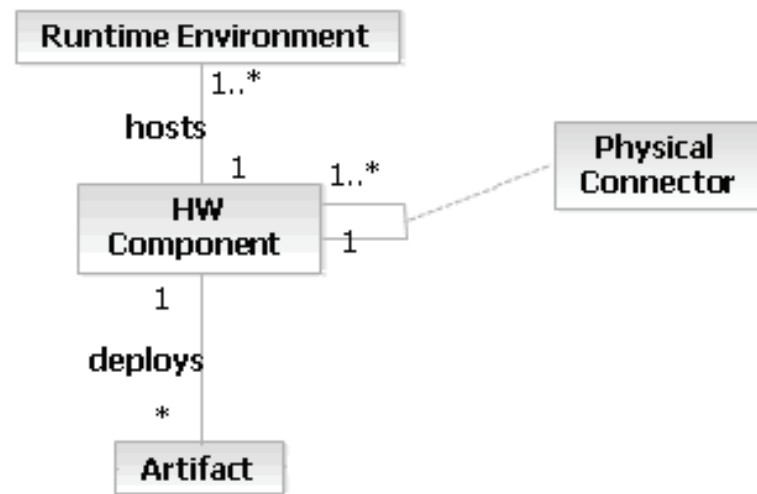 Runtime Environment
1..*
hosts
1
1..*
Physical
Connector
HW
Component
1
1
deploys
*
Artifact